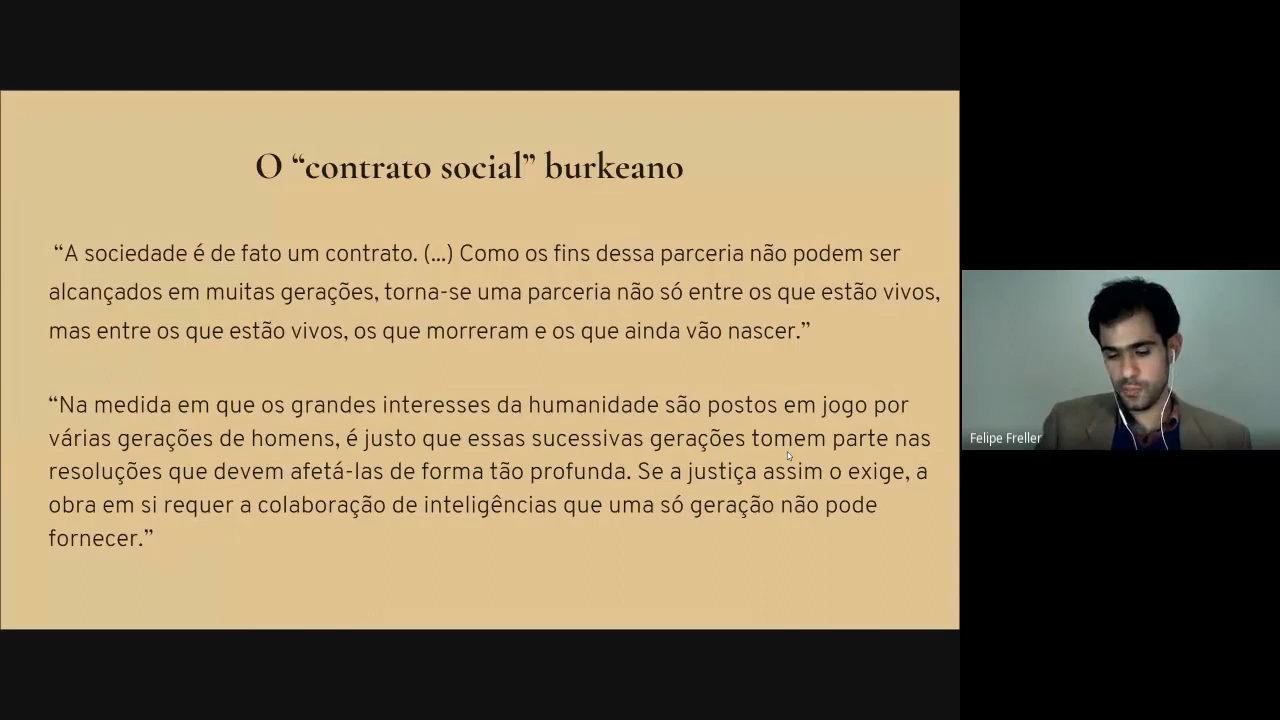 O “contrato social” burkeano
“A sociedade é de fato um contrato. (...) Como os fins dessa parceria não podem ser
alcançados em muitas gerações, torna-se uma parceria não só entre os que estão vivos,
mas entre os que estão vivos, os que morreram e os que ainda vão nascer.”
“Na medida em que os grandes interesses da humanidade são postos em jogo por
várias gerações de homens, é justo que essas sucessivas gerações tomem parte nas
resoluções que devem afetá-las de forma tão profunda. Se a justiça assim o exige, a
obra em si requer a colaboração de inteligências que uma só geração não pode
fornecer.”
Felipe Freller